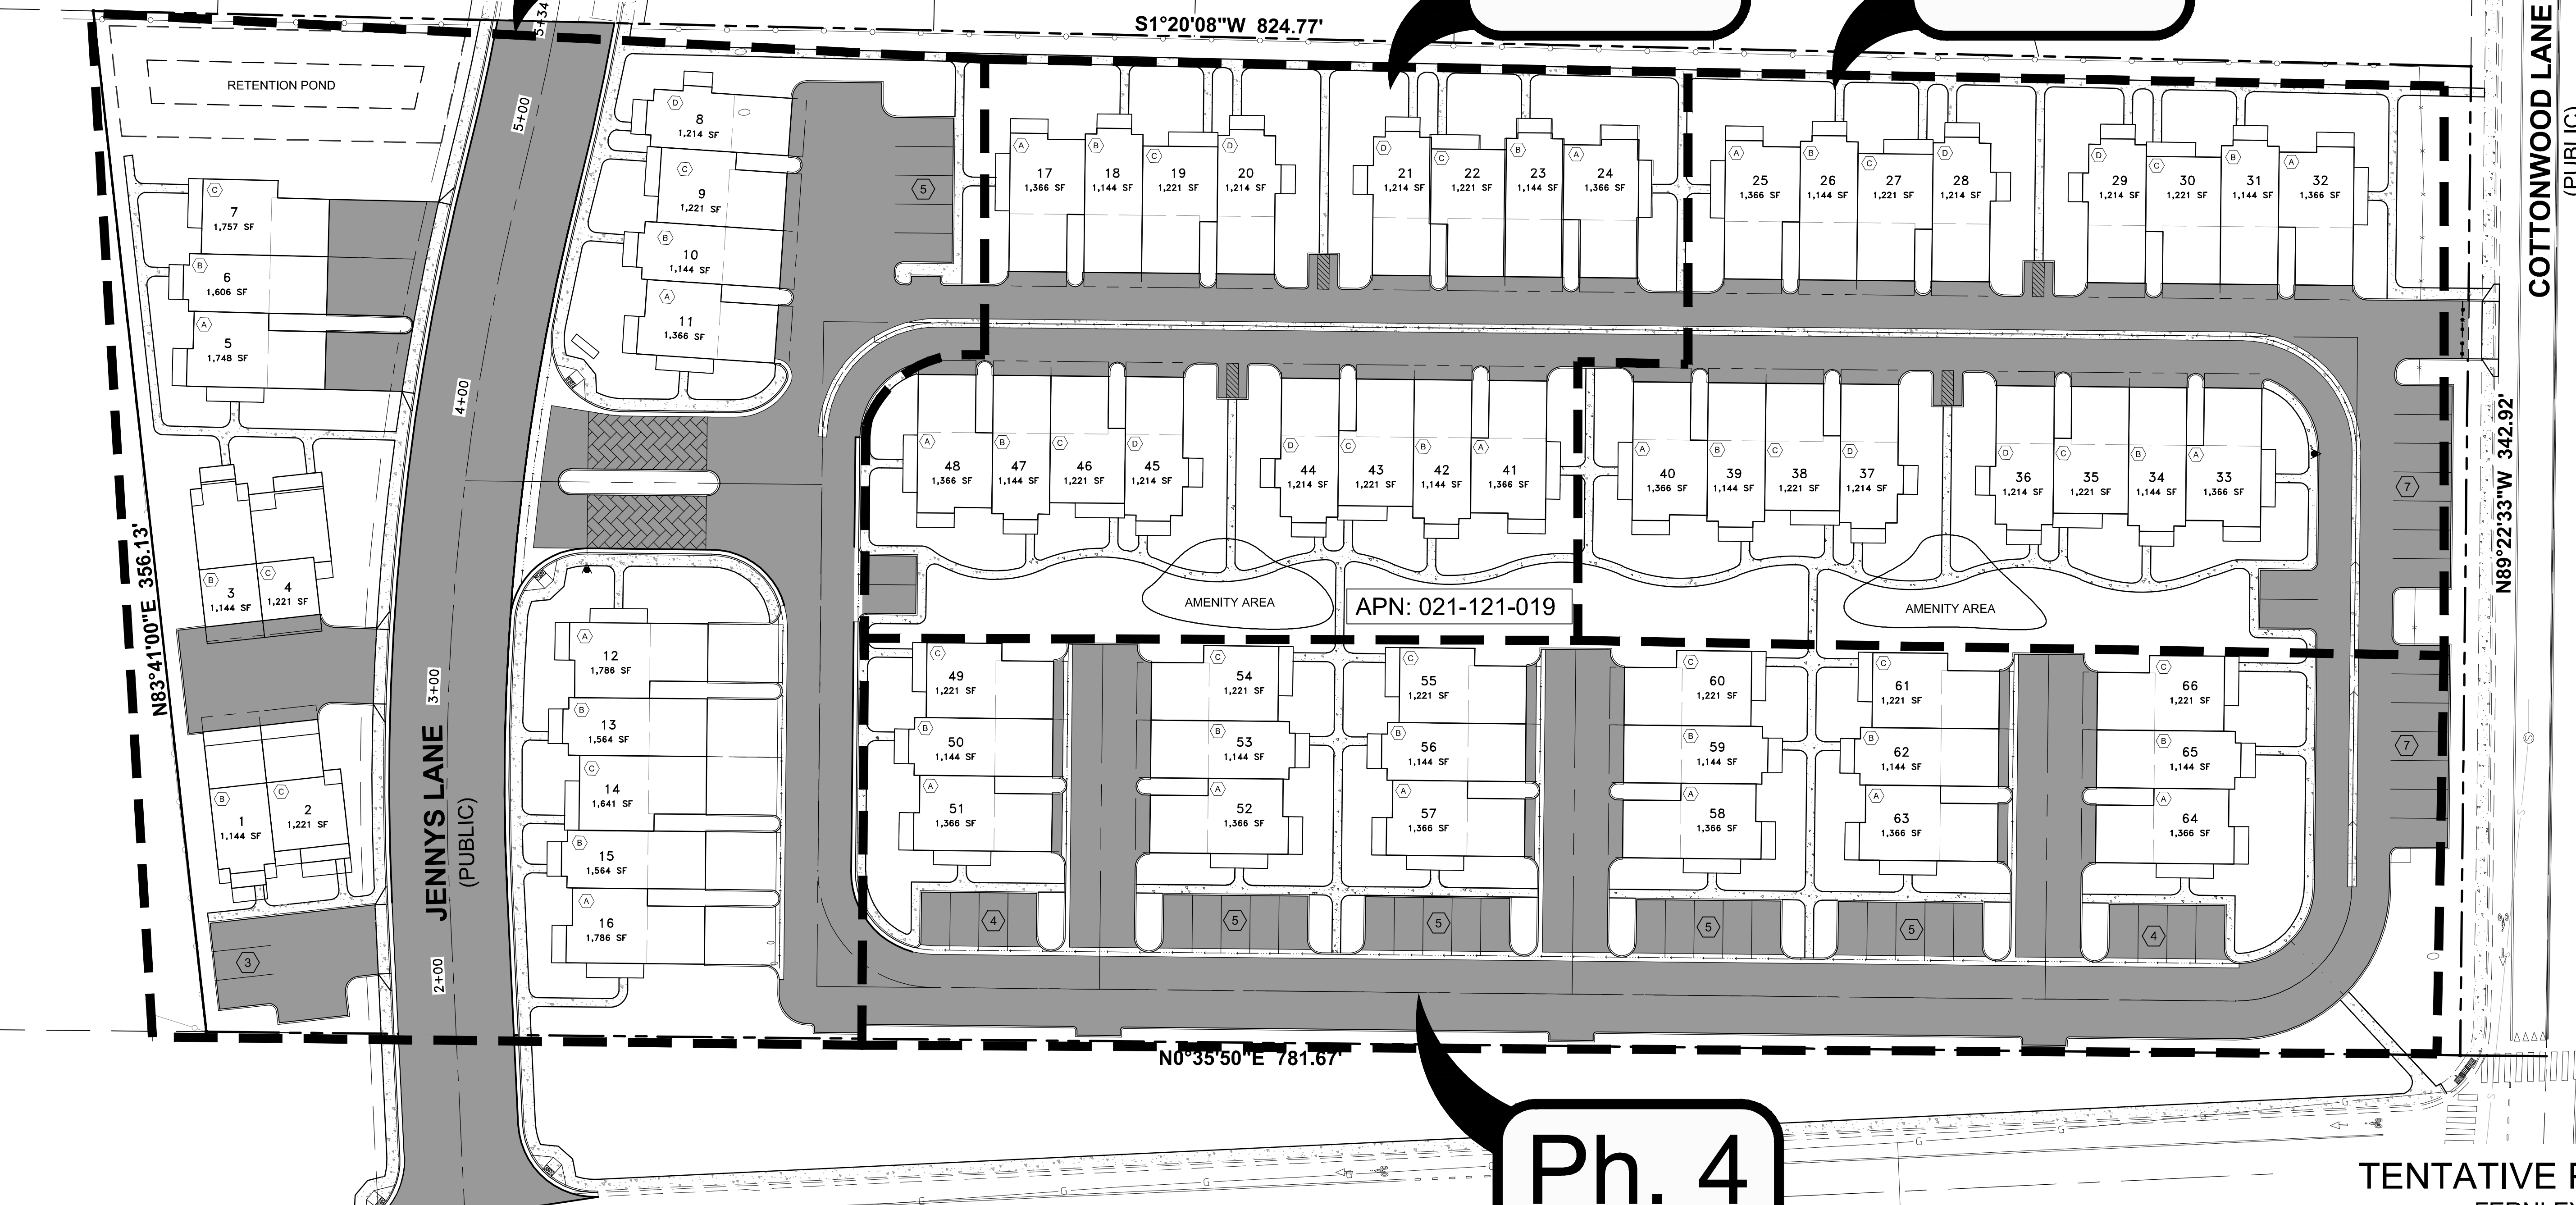 S1°20'08"W 824.77'
COTTONWOOD LANE
(PUBLIC)
RETENTION POND
5+34
5+00
4+00
3+00
2+00
JENNYS LANE
(PUBLIC)
N83°41'00"E 356.13'
N89°22'33"W 342.92'
D
8
1,214 SF
C
9
1,221 SF
B
10
1,144 SF
A
11
1,366 SF
C
7
1,757 SF
B
6
1,606 SF
A
5
1,748 SF
B
3
1,144 SF
C
4
1,221 SF
B
1
1,144 SF
C
2
1,221 SF
3
A
12
1,786 SF
B
13
1,564 SF
C
14
1,641 SF
B
15
1,564 SF
A
16
1,786 SF
5
A
17
1,366 SF
B
18
1,144 SF
C
19
1,221 SF
D
20
1,214 SF
D
21
1,214 SF
C
22
1,221 SF
B
23
1,144 SF
A
24
1,366 SF
A
25
1,366 SF
B
26
1,144 SF
C
27
1,221 SF
D
28
1,214 SF
D
29
1,214 SF
C
30
1,221 SF
B
31
1,144 SF
A
32
1,366 SF
A
48
1,366 SF
B
47
1,144 SF
C
46
1,221 SF
D
45
1,214 SF
D
44
1,214 SF
C
43
1,221 SF
B
42
1,144 SF
A
41
1,366 SF
A
40
1,366 SF
B
39
1,144 SF
C
38
1,221 SF
D
37
1,214 SF
D
36
1,214 SF
C
35
1,221 SF
B
34
1,144 SF
A
33
1,366 SF
7
AMENITY AREA
APN: 021-121-019
AMENITY AREA
C
49
1,221 SF
B
50
1,144 SF
A
51
1,366 SF
C
54
1,221 SF
B
53
1,144 SF
A
52
1,366 SF
C
55
1,221 SF
B
56
1,144 SF
A
57
1,366 SF
C
60
1,221 SF
B
59
1,144 SF
A
58
1,366 SF
C
61
1,221 SF
B
62
1,144 SF
A
63
1,366 SF
C
66
1,221 SF
B
65
1,144 SF
A
64
1,366 SF
7
4
5
5
5
5
4
N0°35'50"E 781.67'
Ph. 4
G
G
G
G
G
G
S
S
TENTATIVE